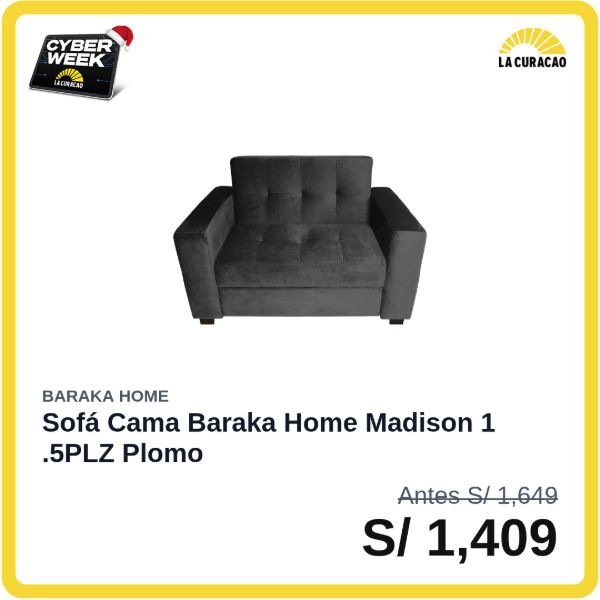 CYBER
WEEK
LA CURACAO
LA CURACAO
BARAKA HOME
Sofá Cama Baraka Home Madison 1
.5PLZ Plomo
Antes S/ 1,649
S/ 1,409